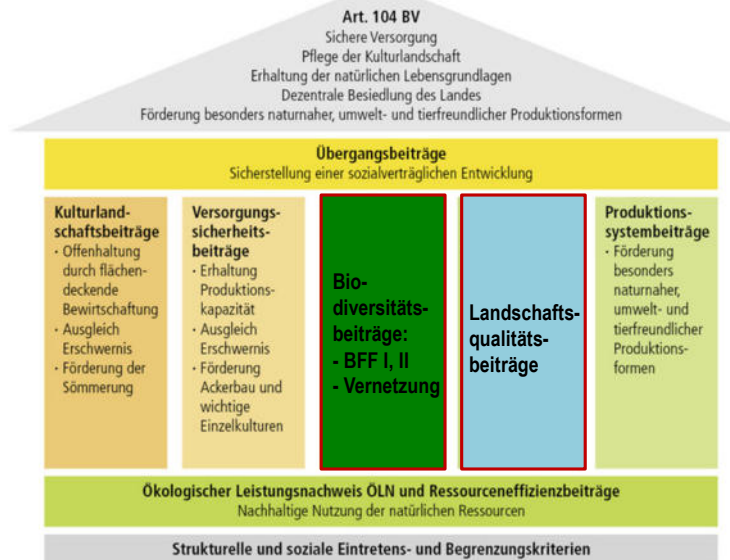 Art. 104 BV
Sichere Versorgung
Pflege der Kulturlandschaft
Erhaltung der natürlichen Lebensgrundlagen
Dezentrale Besiedlung des Landes
Förderung besonders naturnaher, umwelt- und tierfreundlicher Produktionsformen
Übergangsbeiträge
Sicherstellung einer sozialverträglichen Entwicklung
Kulturland-
schaftsbeiträge
· Offenhaltung
durch flächen-
deckende
Bewirtschaftung
· Ausgleich
Erschwernis
· Förderung der
Sömmerung
Versorgungs-
sicherheits-
beiträge
· Erhaltung
Produktions-
kapazität
· Ausgleich
Erschwernis
· Förderung
Ackerbau und
wichtige
Einzelkulturen
Bio-
diversitäts-
beiträge:
- BFF I, II
- Vernetzung
Landschafts-
qualitäts-
beiträge
Produktions-
systembeiträge
· Förderung
besonders
naturnaher,
umwelt- und
tierfreundlicher
Produktions-
formen
Ökologischer Leistungsnachweis ÖLN und Ressourceneffizienzbeiträge
Nachhaltige Nutzung der natürlichen Ressourcen
Strukturelle und soziale Eintretens- und Begrenzungskriterien